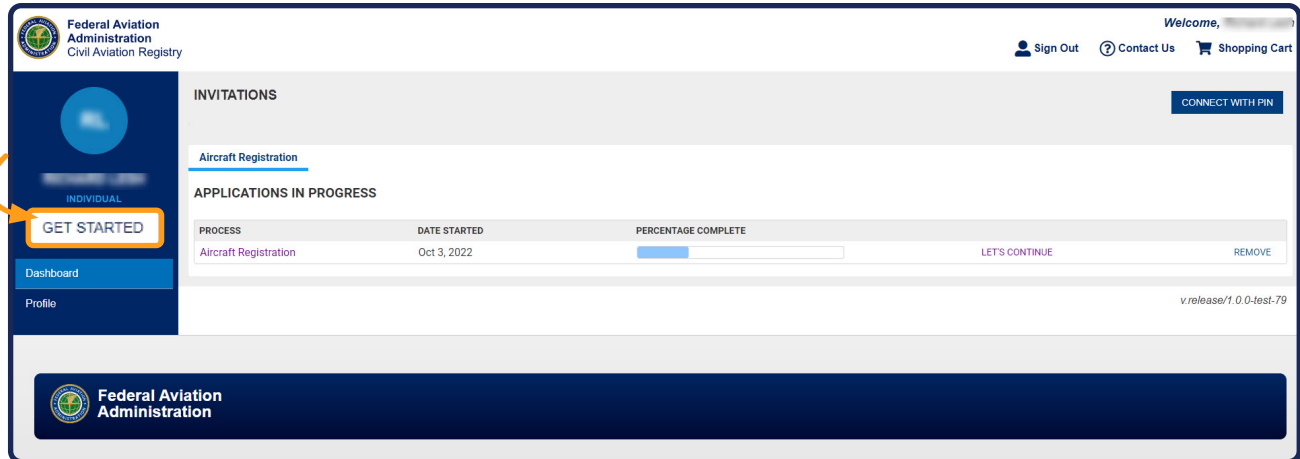 Federal Aviation
Administration
Civil Aviation Registry
Welcome,
Sign Out
Contact Us
Shopping Cart
INVITATIONS
CONNECT WITH PIN
INDIVIDUAL
GET STARTED
Dashboard
Profile
Aircraft Registration
APPLICATIONS IN PROGRESS
PROCESS DATE STARTED PERCENTAGE COMPLETE
Aircraft Registration Oct 3, 2022 LET'S CONTINUE REMOVE
v.release/1.0.0-test-79
Federal Aviation
Administration